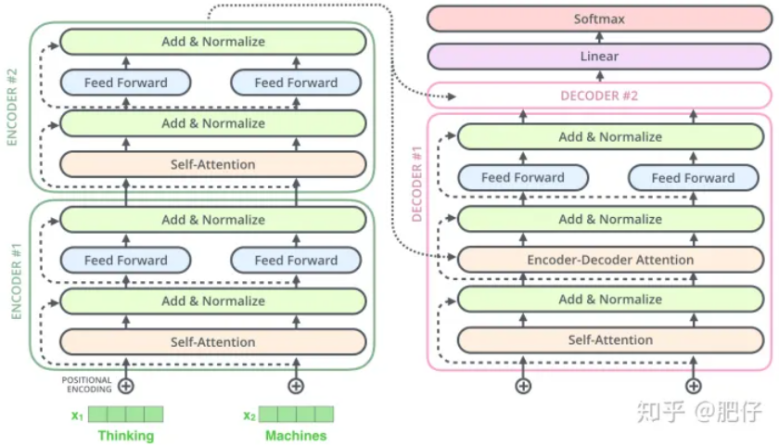 ENCODER #2
Add & Normalize
Feed Forward
Feed Forward
Add & Normalize
Self-Attention
ENCODER #1
Add & Normalize
Feed Forward
Feed Forward
Add & Normalize
Self-Attention
POSITIONAL
ENCODING
x₁
x₂
Thinking
Machines
Softmax
Linear
DECODER #2
DECODER #1
Add & Normalize
Feed Forward
Feed Forward
Add & Normalize
Encoder-Decoder Attention
Add & Normalize
Self-Attention
知乎 @肥仔